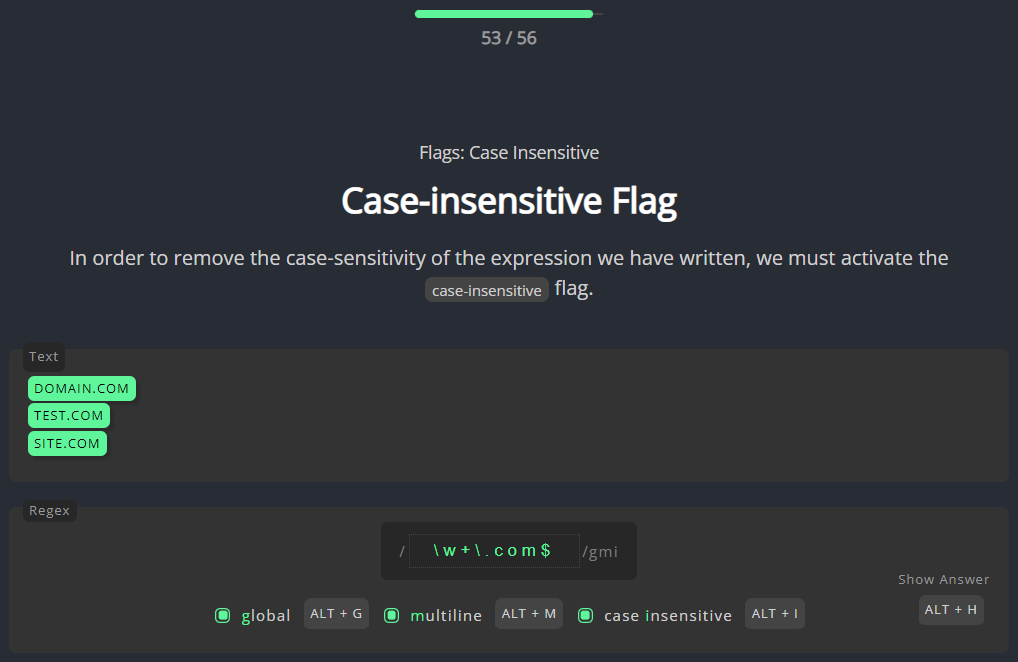 53 / 56
Flags: Case Insensitive
Case-insensitive Flag
In order to remove the case-sensitivity of the expression we have written, we must activate the
case-insensitive flag.
Text
DOMAIN.COM
TEST.COM
SITE.COM
Regex
/ \w+\.com$ /gmi
Show Answer
global ALT + G multiline ALT + M case insensitive ALT + I ALT + H